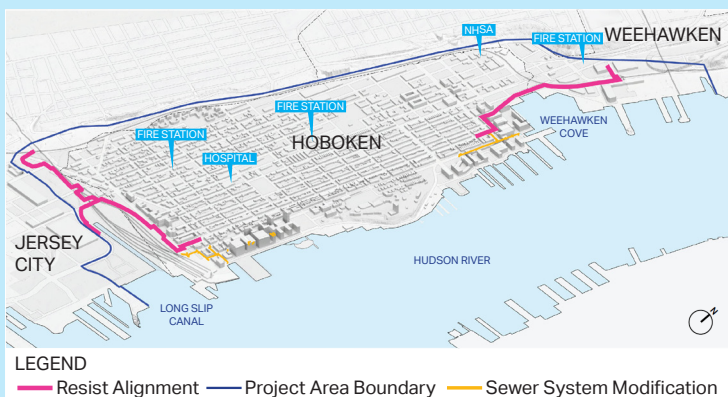 NHSA
WEEHAWKEN
FIRE STATION
FIRE STATION
WEEHAWKEN
COVE
FIRE STATION
HOBOKEN
HOSPITAL
JERSEY
CITY
HUDSON RIVER
LONG SLIP
CANAL
N
LEGEND
Resist Alignment
Project Area Boundary
Sewer System Modification